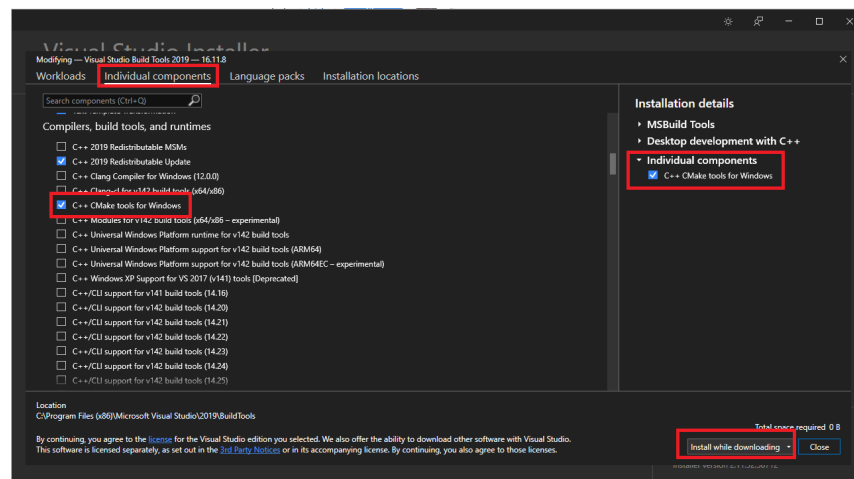 Visual Studio Installer
Modifying — Visual Studio Build Tools 2019 — 16.11.8
Workloads Individual components Language packs Installation locations
Search components (Ctrl+Q)
Compilers, build tools, and runtimes
C++ 2019 Redistributable MSMs
C++ 2019 Redistributable Update
C++ Clang Compiler for Windows (12.0.0)
C++ Clang-cl for v142 build tools (x64/x86)
C++ CMake tools for Windows
C++ Modules for v142 build tools (x64/x86 – experimental)
C++ Universal Windows Platform runtime for v142 build tools
C++ Universal Windows Platform support for v142 build tools (ARM64)
C++ Universal Windows Platform support for v142 build tools (ARM64EC – experimental)
C++ Windows XP Support for VS 2017 (v141) tools [Deprecated]
C++/CLI support for v141 build tools (14.16)
C++/CLI support for v142 build tools (14.20)
C++/CLI support for v142 build tools (14.21)
C++/CLI support for v142 build tools (14.22)
C++/CLI support for v142 build tools (14.23)
C++/CLI support for v142 build tools (14.24)
C++/CLI support for v142 build tools (14.25)
Installation details
MSBuild Tools
Desktop development with C++
Individual components
C++ CMake tools for Windows
Location
C:\Program Files (x86)\Microsoft Visual Studio\2019\BuildTools
Total space required 0 B
By continuing, you agree to the license for the Visual Studio edition you selected. We also offer the ability to download other software with Visual Studio.
This software is licensed separately, as set out in the 3rd Party Notices or in its accompanying license. By continuing, you also agree to those licenses.
Install while downloading Close